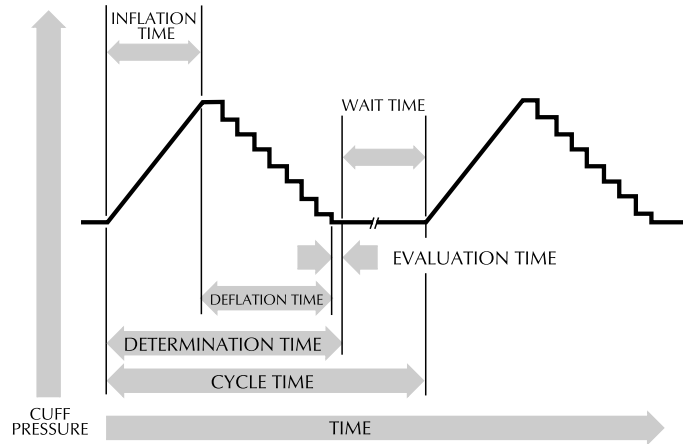 INFLATION
TIME
WAIT TIME
EVALUATION TIME
DEFLATION TIME
DETERMINATION TIME
CYCLE TIME
CUFF
PRESSURE
TIME